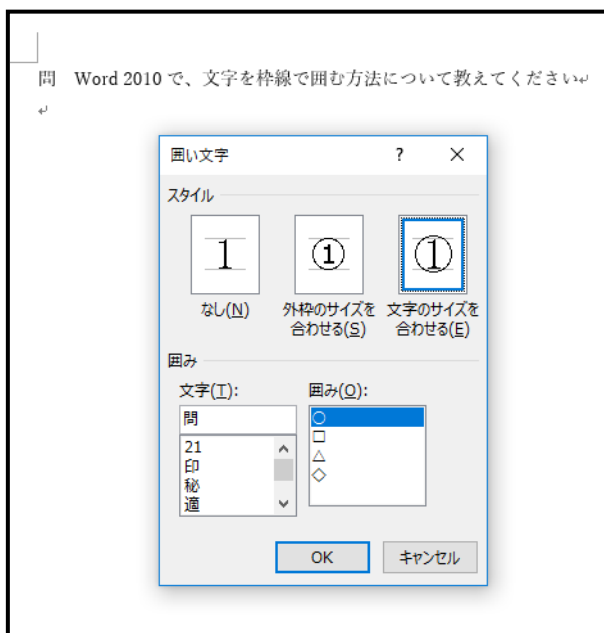 問　Word 2010 で、文字を枠線で囲む方法について教えてください↵
↵
囲い文字 ? ×
スタイル
1 ① ①
なし(N) 外枠のサイズを合わせる(S) 文字のサイズを合わせる(E)
囲み
文字(T): 囲み(O):
問
21
印
秘
適
○
□
△
◇
OK キャンセル